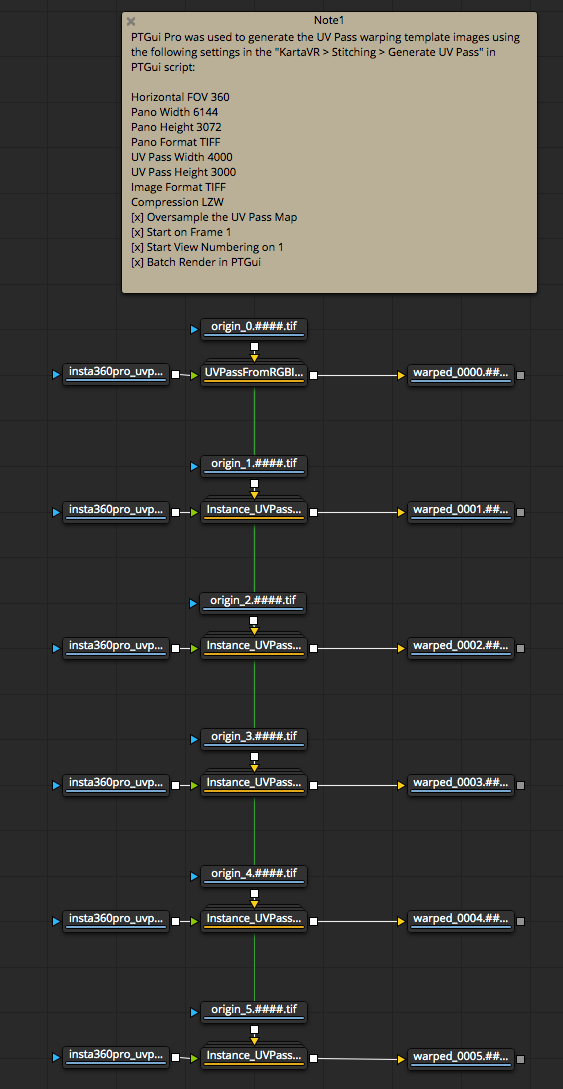 Note1
PTGui Pro was used to generate the UV Pass warping template images using
the following settings in the "KartaVR > Stitching > Generate UV Pass" in
PTGui script:
Horizontal FOV 360
Pano Width 6144
Pano Height 3072
Pano Format TIFF
UV Pass Width 4000
UV Pass Height 3000
Image Format TIFF
Compression LZW
[x] Oversample the UV Pass Map
[x] Start on Frame 1
[x] Start View Numbering on 1
[x] Batch Render in PTGui
origin_0.####.tif
insta360pro_uvp...
UVPassFromRGBI...
warped_0000.##...
origin_1.####.tif
insta360pro_uvp...
Instance_UVPass...
warped_0001.##...
origin_2.####.tif
insta360pro_uvp...
Instance_UVPass...
warped_0002.##...
origin_3.####.tif
insta360pro_uvp...
Instance_UVPass...
warped_0003.##...
origin_4.####.tif
insta360pro_uvp...
Instance_UVPass...
warped_0004.##...
origin_5.####.tif
insta360pro_uvp...
Instance_UVPass...
warped_0005.##...